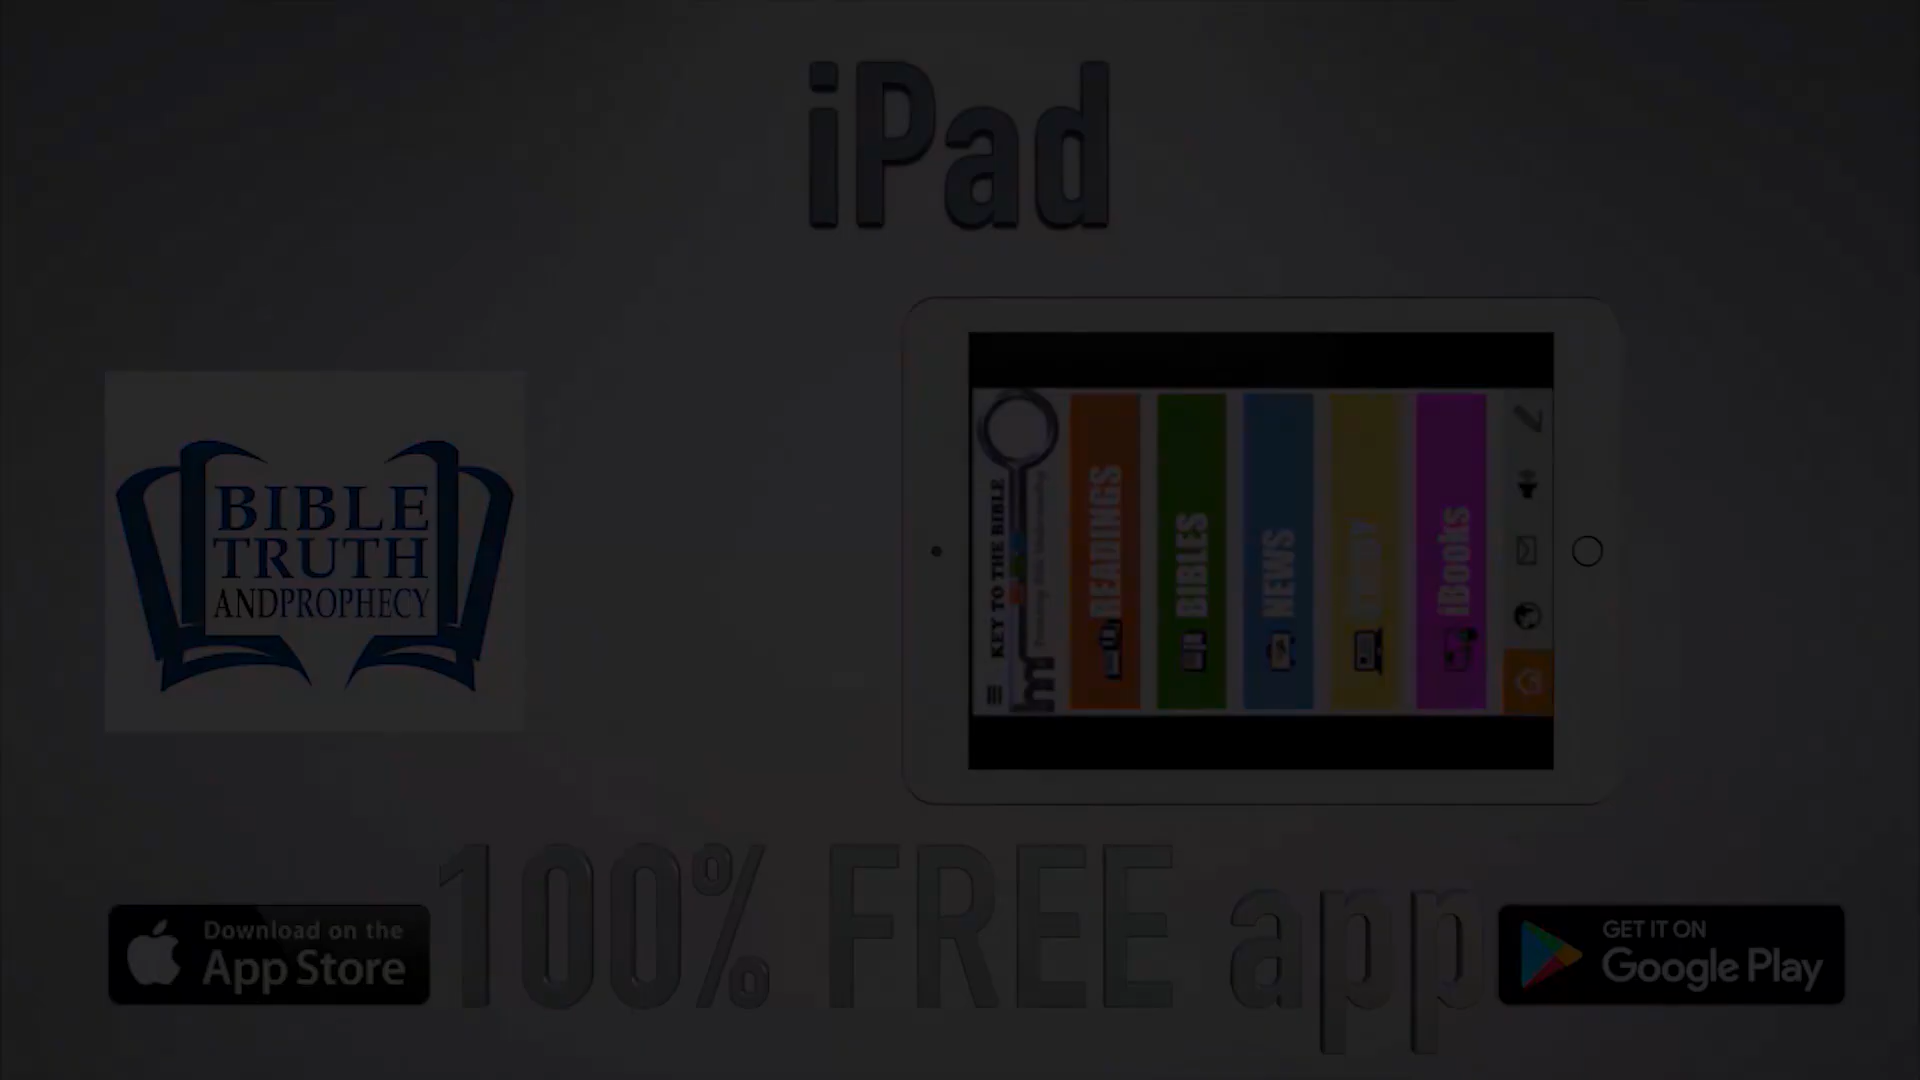 iPad
BIBLE
TRUTH
ANDPROPHECY
KEY TO THE BIBLE
READINGS
BIBLES
NEWS
iBooks
100% FREE app
Download on the
App Store
GET IT ON
Google Play